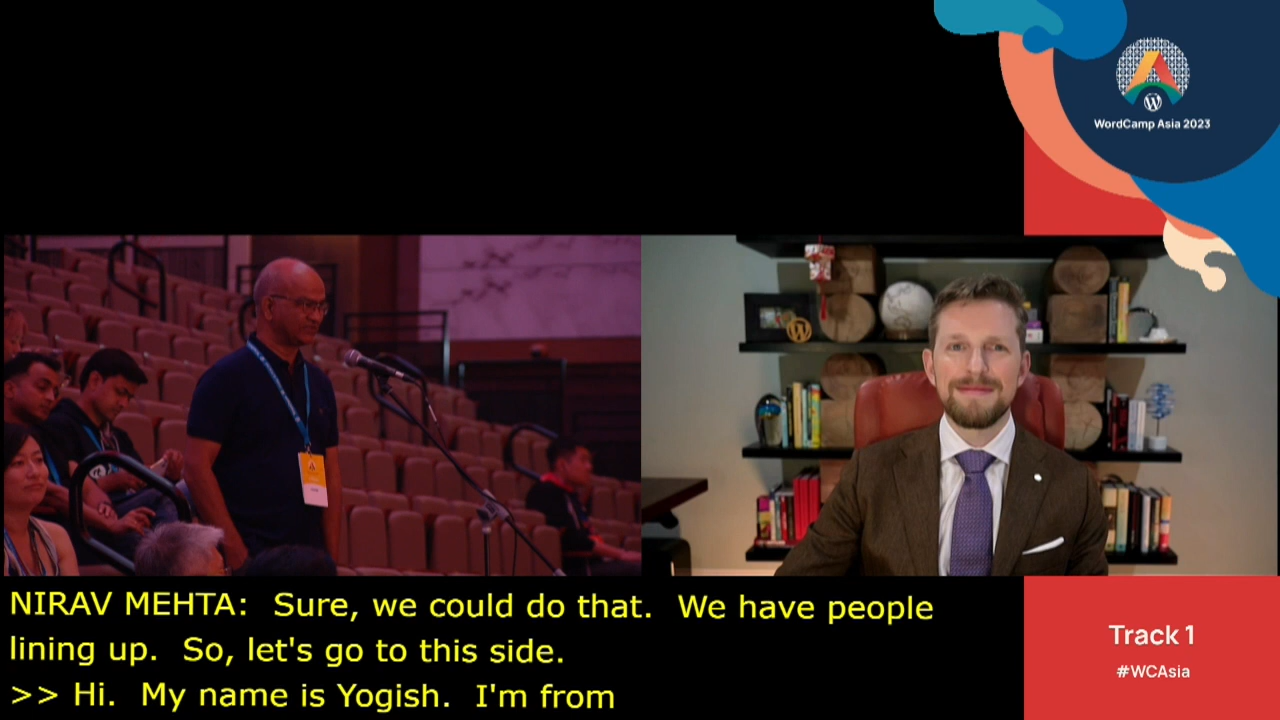 WordCamp Asia 2023
NIRAV MEHTA:  Sure, we could do that.  We have people
lining up.  So, let's go to this side.
>> Hi.  My name is Yogish.  I'm from
Track 1
#WCAsia